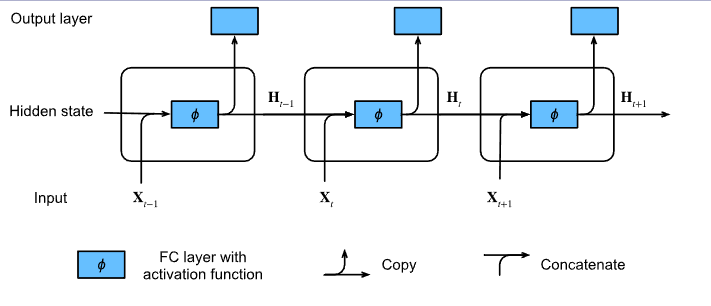 Output layer
Hidden state
ϕ
H_{t−1}
ϕ
H_t
ϕ
H_{t+1}
Input
X_{t−1}
X_t
X_{t+1}
ϕ
FC layer with
activation function
Copy
Concatenate